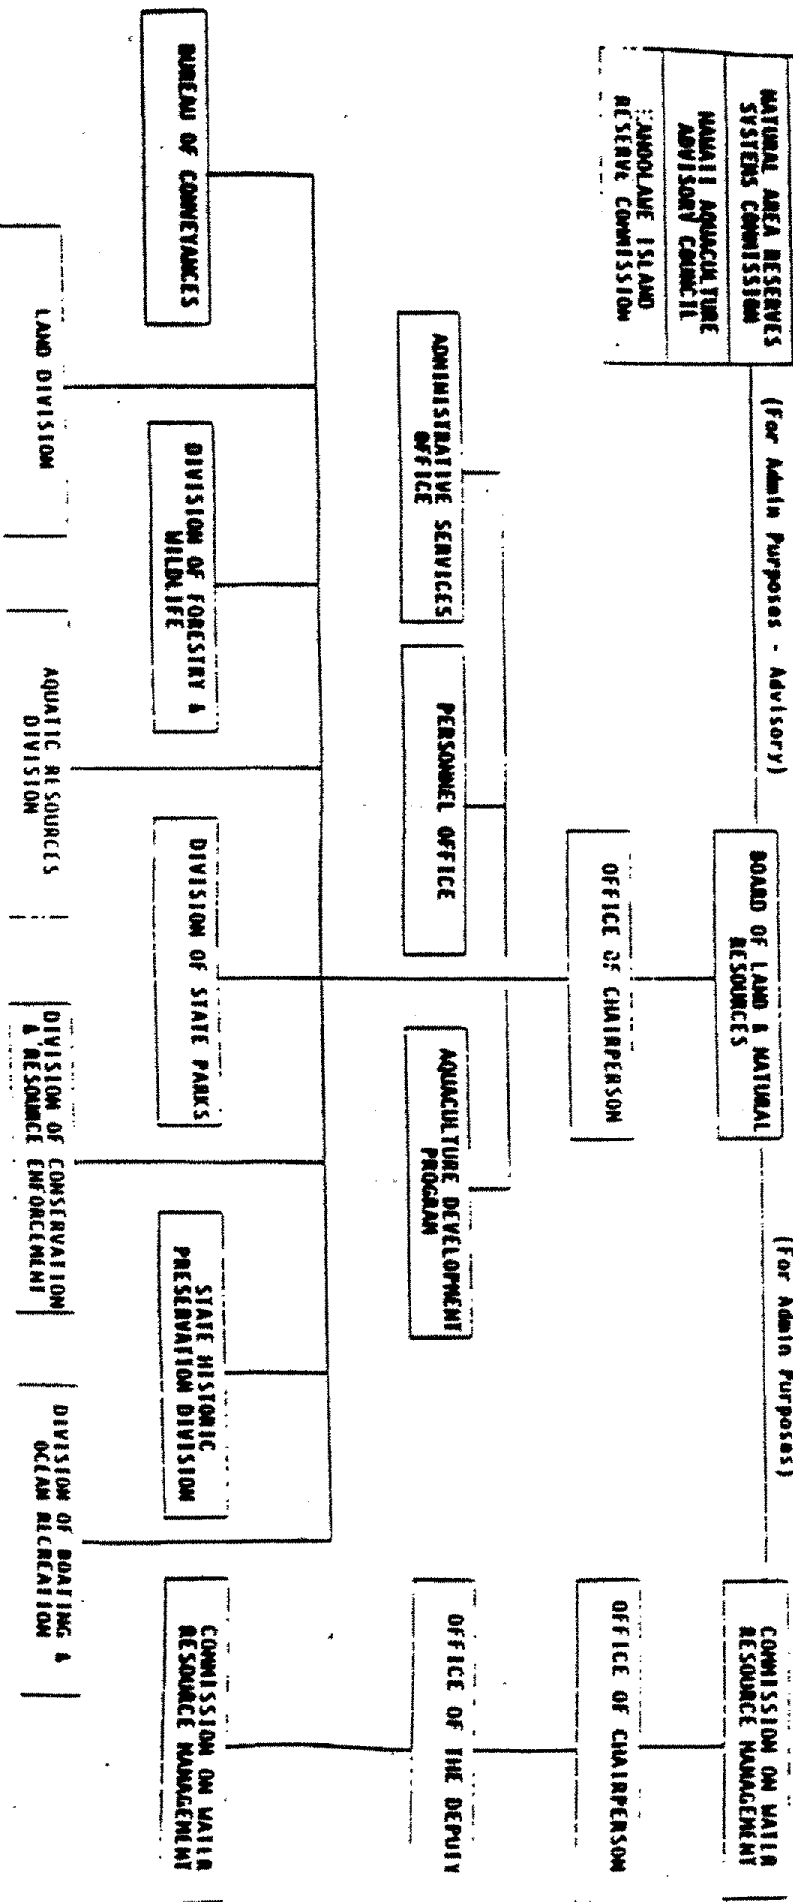 NATURAL AREA RESERVES
SYSTEMS COMMISSION
HAWAII AQUACULTURE
ADVISORY COUNCIL
ISLAND
RESERVE COMMISSION
(For Admin Purposes - Advisory)
BOARD OF LAND & NATURAL
RESOURCES
(For Admin Purposes)
COMMISSION ON WATER
RESOURCE MANAGEMENT
OFFICE OF CHAIRPERSON
OFFICE OF CHAIRPERSON
ADMINISTRATIVE SERVICES
OFFICE
PERSONNEL OFFICE
AQUACULTURE DEVELOPMENT
PROGRAM
OFFICE OF THE DEPUTY
BUREAU OF CONVEYANCES
DIVISION OF FORESTRY &
WILDLIFE
DIVISION OF STATE PARKS
STATE HISTORIC
PRESERVATION DIVISION
COMMISSION ON WATER
RESOURCE MANAGEMENT
LAND DIVISION
AQUATIC RESOURCES
DIVISION
DIVISION OF CONSERVATION
& RESOURCE ENFORCEMENT
DIVISION OF BOATING &
OCEAN RECREATION